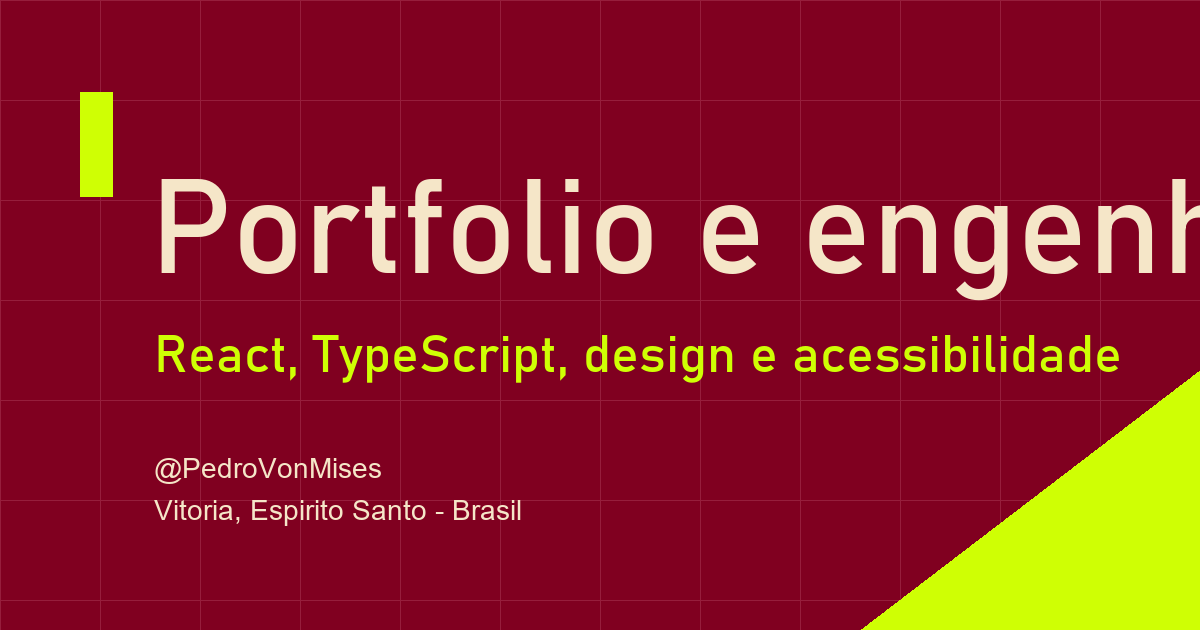 Portfolio e engenh
React, TypeScript, design e acessibilidade
@PedroVonMises
Vitoria, Espirito Santo - Brasil